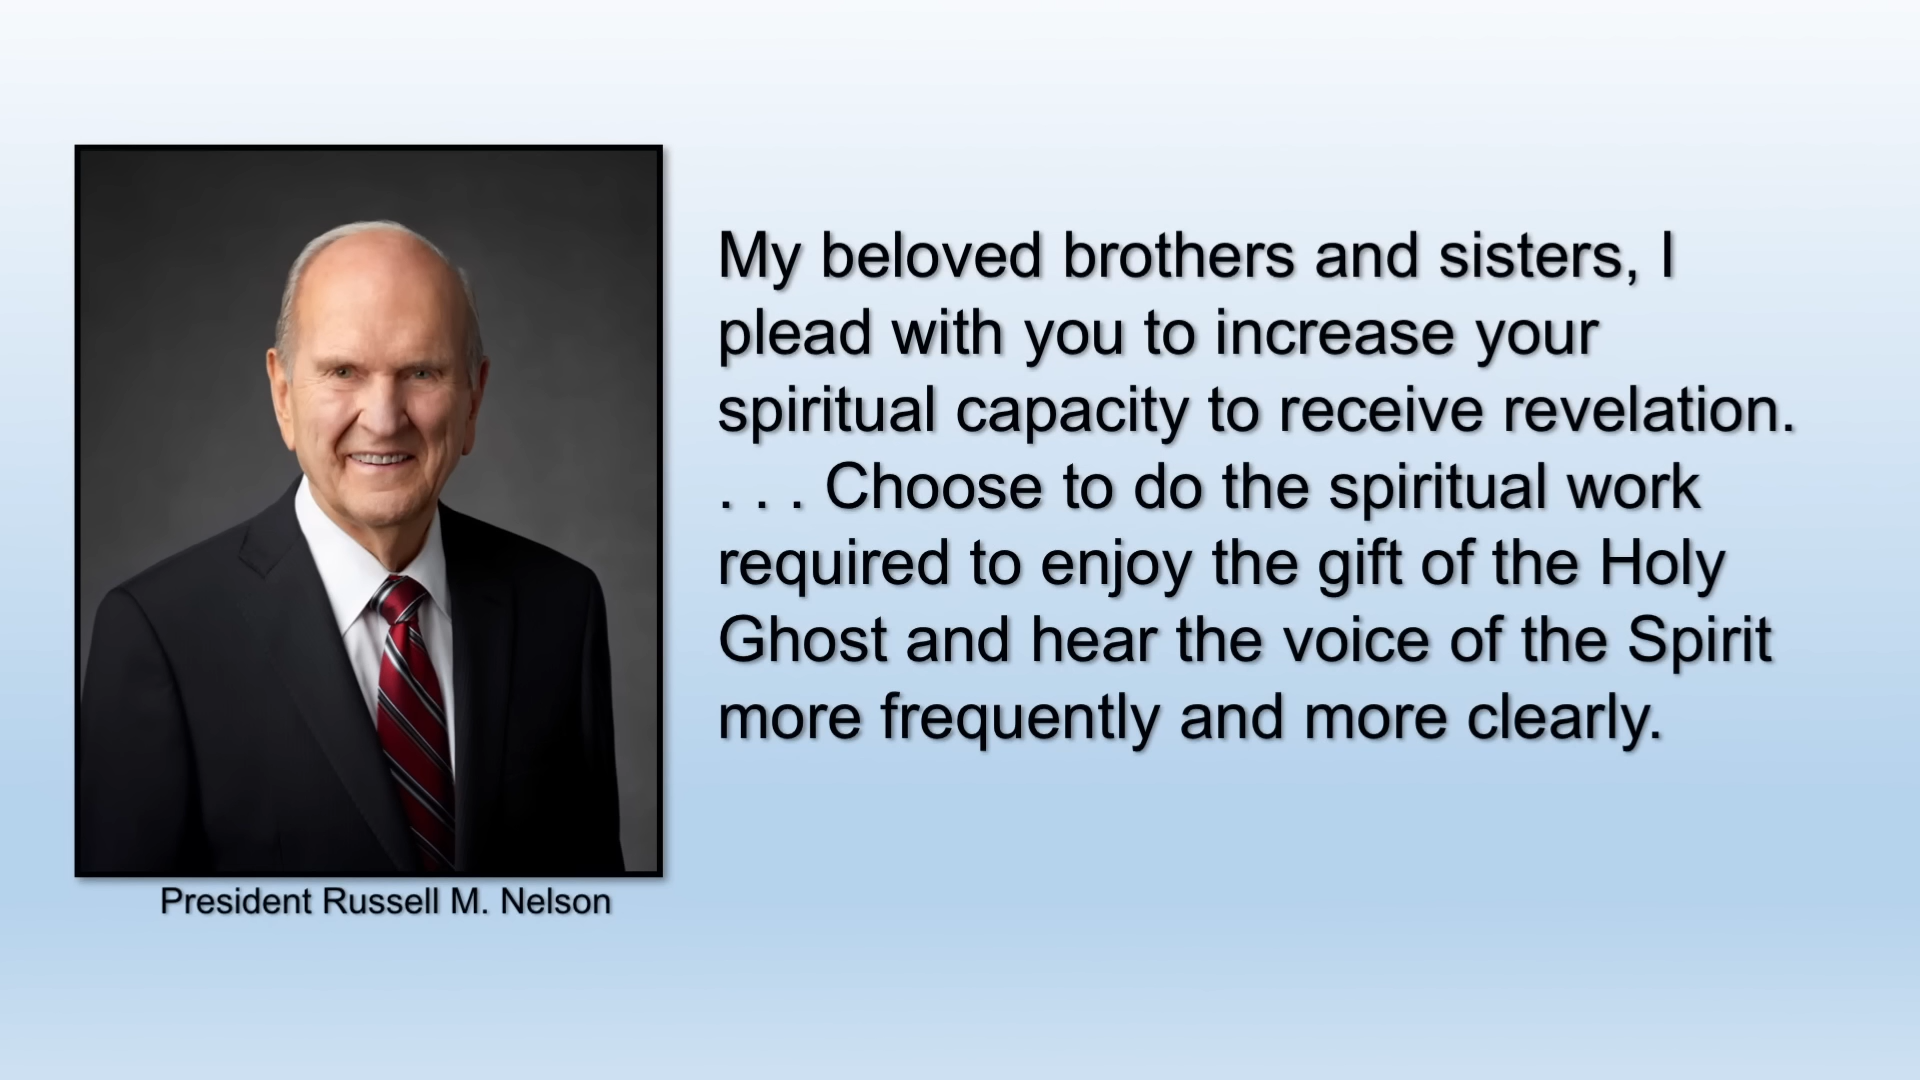 My beloved brothers and sisters, I
plead with you to increase your
spiritual capacity to receive revelation.
. . . Choose to do the spiritual work
required to enjoy the gift of the Holy
Ghost and hear the voice of the Spirit
more frequently and more clearly.
President Russell M. Nelson